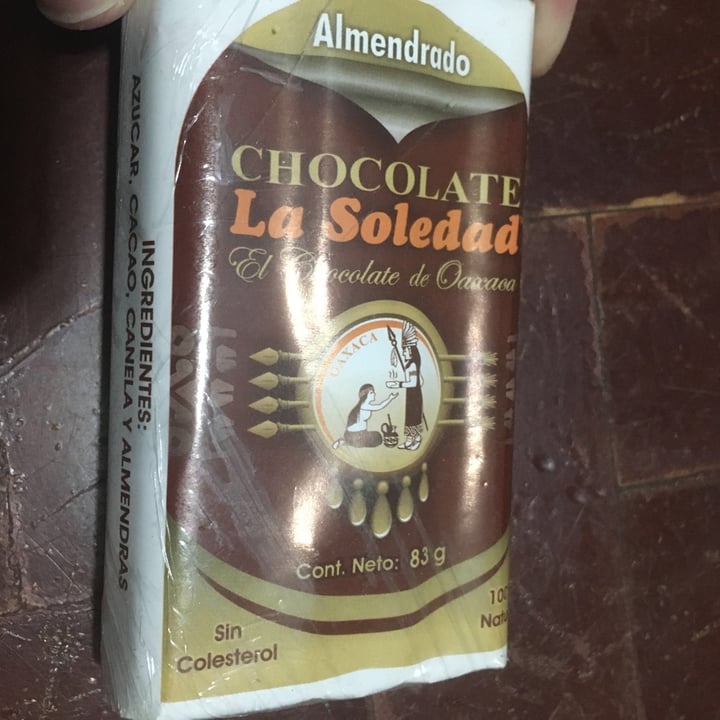 Almendrado
CHOCOLATE
La Soledad
El Chocolate de Oaxaca
OAXACA
Cont. Neto: 83 g
Sin
Colesterol
INGREDIENTES:
AZUCAR, CACAO, CANELA Y ALMENDRAS